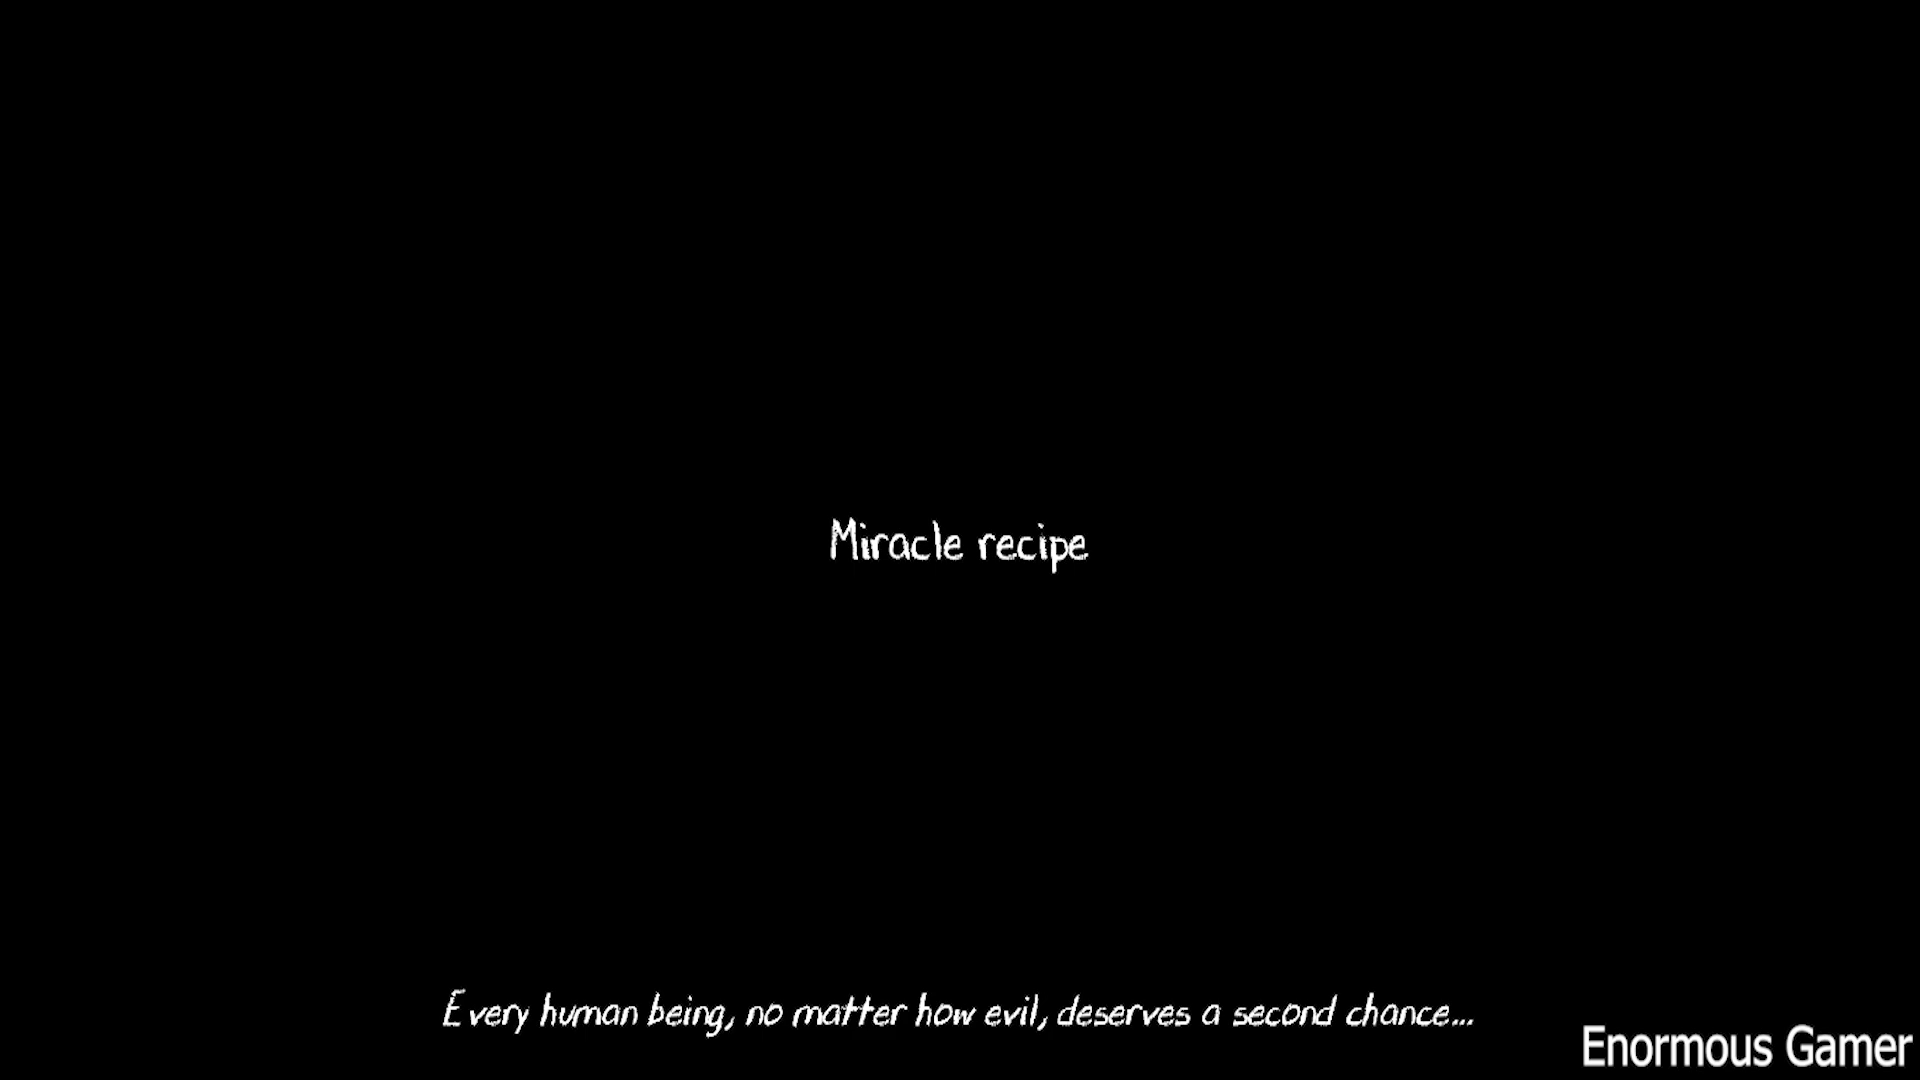 Miracle recipe
Every human being, no matter how evil, deserves a second chance...
Enormous Gamer